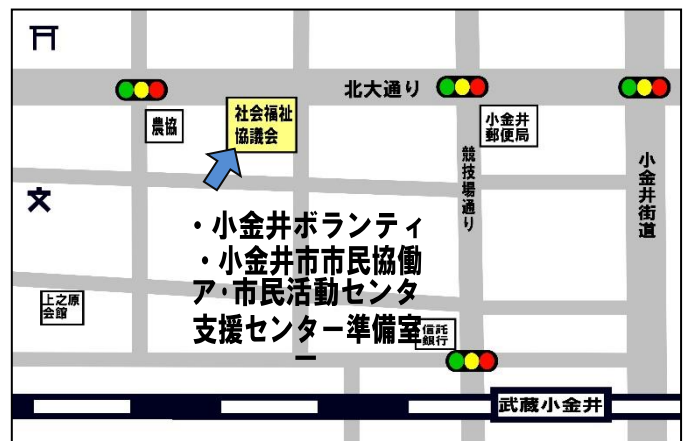 北大通り
農協
社会福祉
協議会
小金井
郵便局
競技場通り
小金井街道
・小金井ボランティ
・小金井市市民協働
ア・市民活動センタ
支援センター準備室
ー
上之原
会館
信託
銀行
武蔵小金井